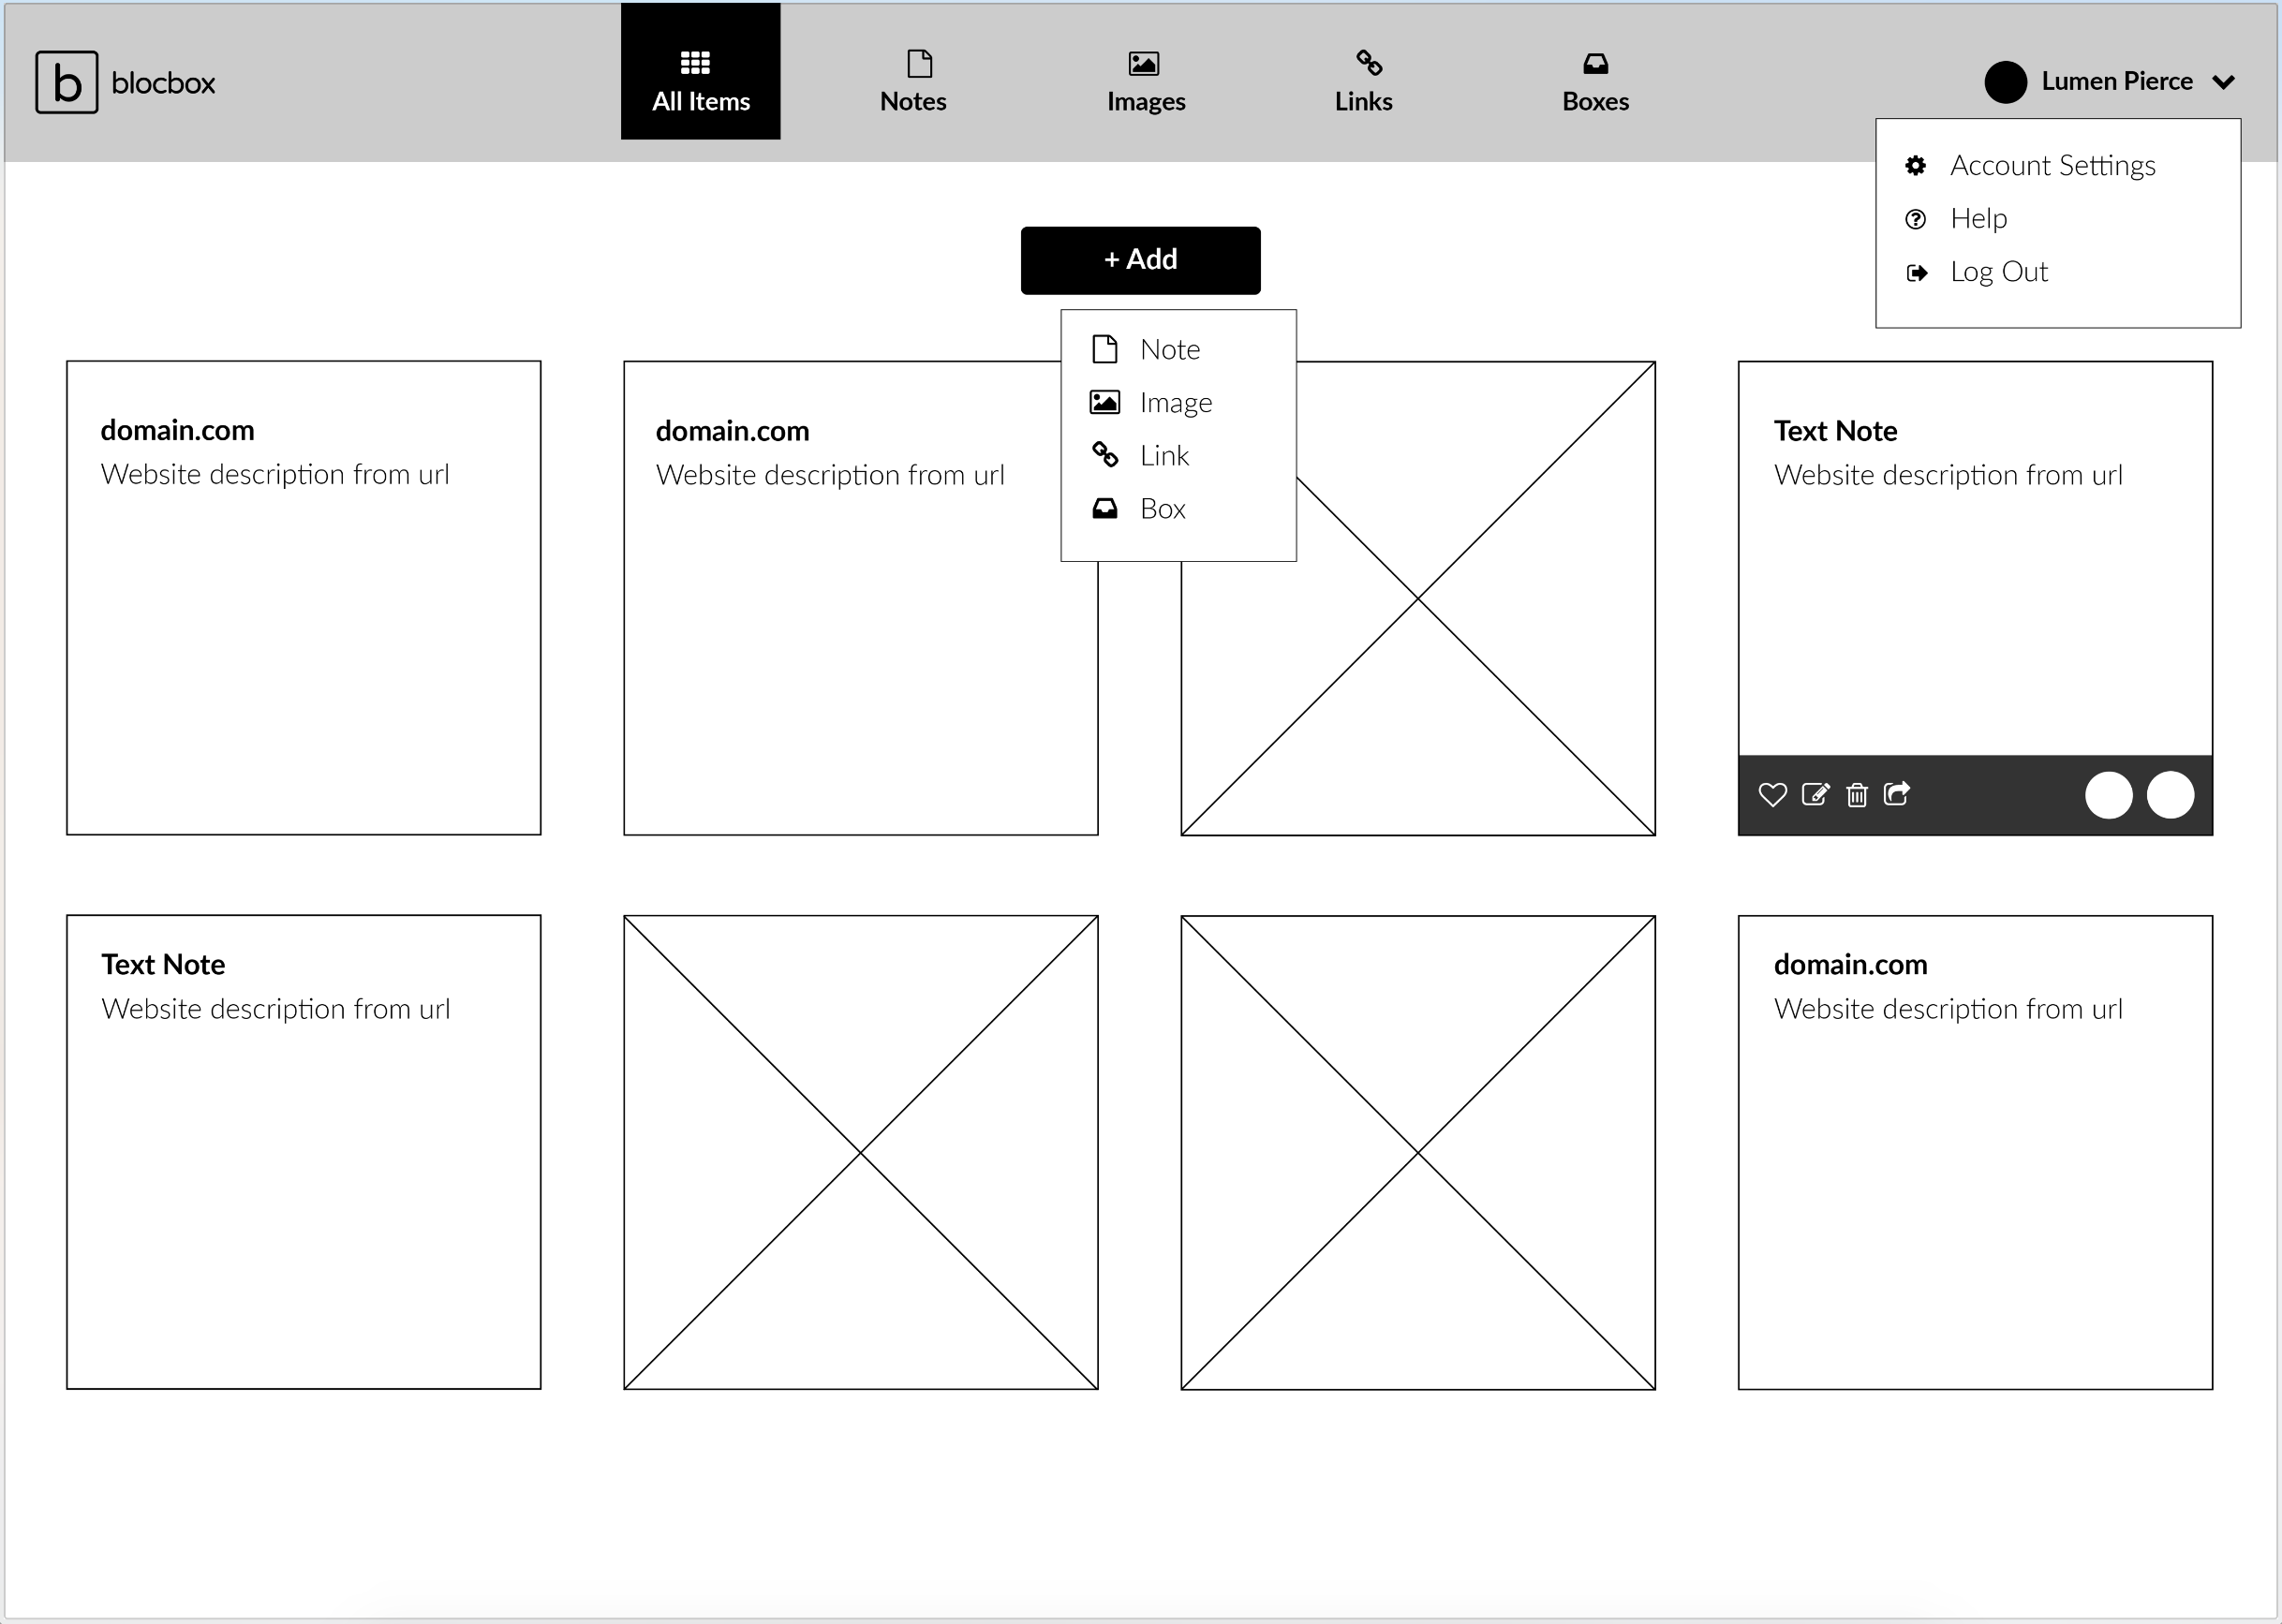 b blocbox
All Items
Notes
Images
Links
Boxes
Lumen Pierce
Account Settings
Help
Log Out
+ Add
Note
Image
Link
Box
domain.com
Website description from url
domain.com
Website description from url
Text Note
Website description from url
Text Note
Website description from url
domain.com
Website description from url